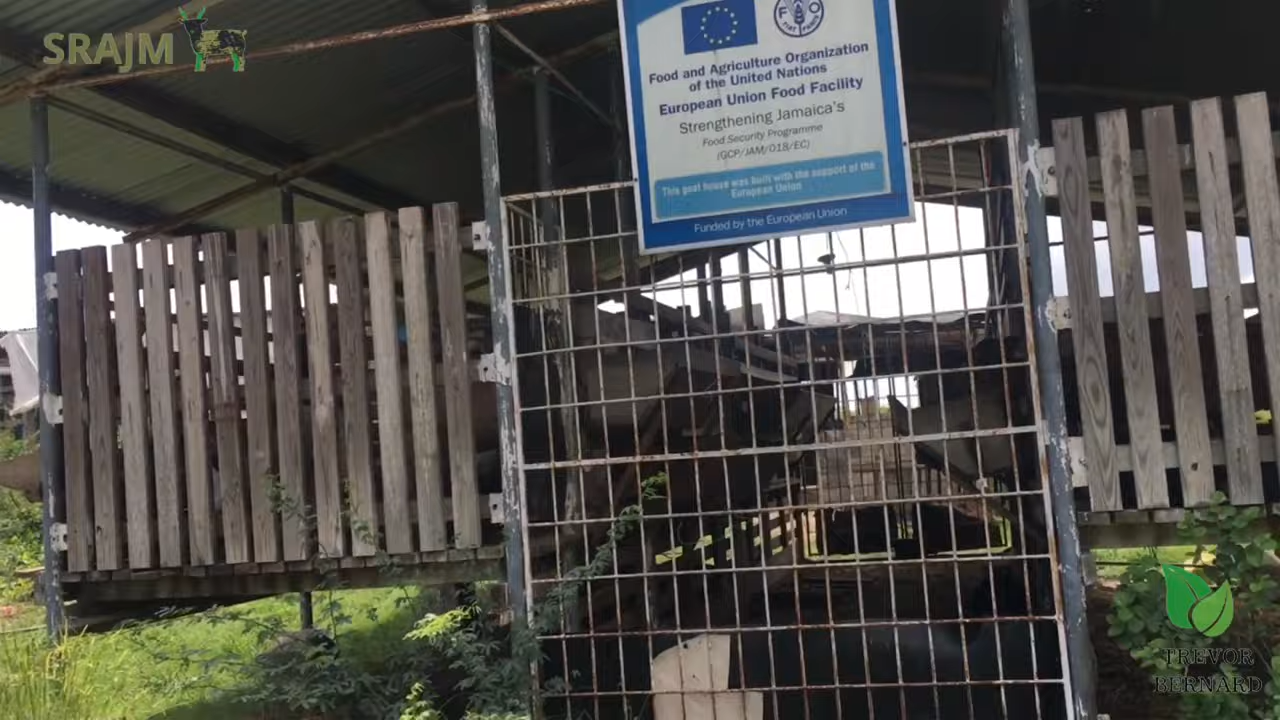 SRAJM
Food and Agriculture Organization
of the United Nations
European Union Food Facility
Strengthening Jamaica's
Food Security Programme
(GCP/JAM/018/EC)
This goat house was built with the support of the
European Union
Funded by the European Union
TREVOR
BERNARD